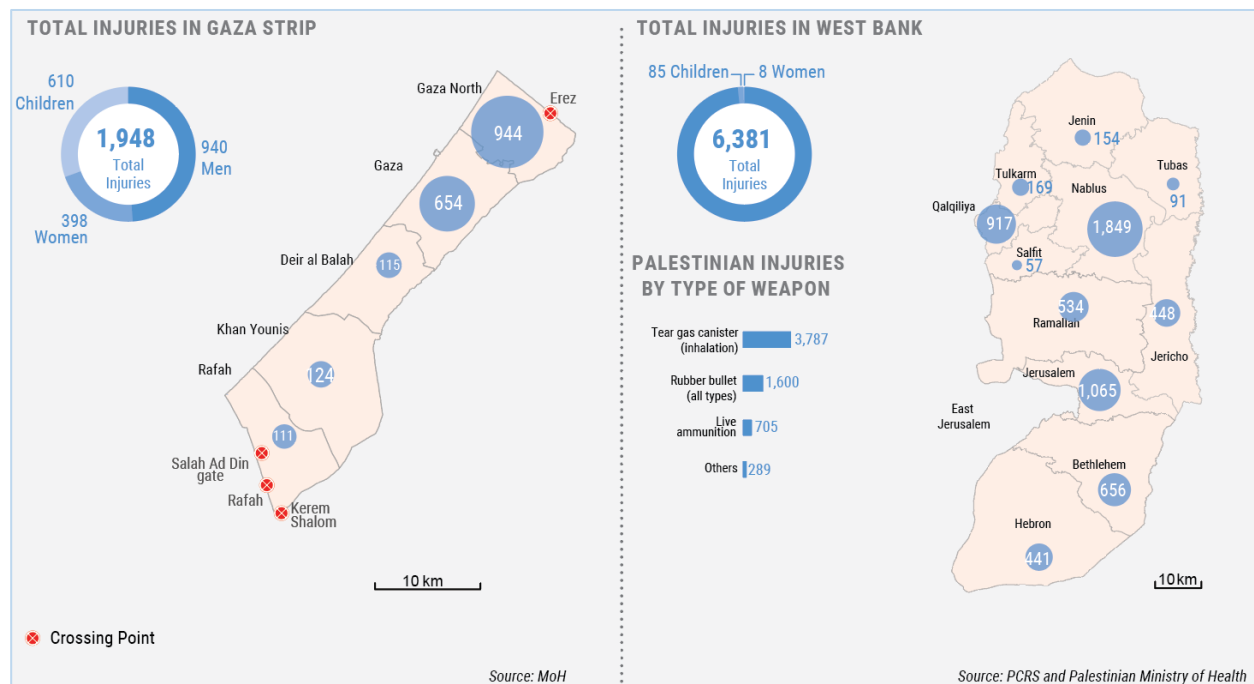 TOTAL INJURIES IN GAZA STRIP
610
Children
1,948
Total
Injuries
940
Men
398
Women
Gaza North
Erez
944
Gaza
654
Deir al Balah
115
Khan Younis
124
Rafah
111
Salah Ad Din
gate
Rafah
Kerem
Shalom
10 km
Crossing Point
Source: MoH
TOTAL INJURIES IN WEST BANK
85 Children
8 Women
6,381
Total
Injuries
PALESTINIAN INJURIES
BY TYPE OF WEAPON
Tear gas canister
(inhalation)
3,787
Rubber bullet
(all types)
1,600
Live
ammunition
705
Others
289
Jenin
154
Tubas
91
Tulkarm
169
Nablus
1,849
Qalqiliya
917
Salfit
57
534
Ramallah
448
Jericho
Jerusalem
1,065
East
Jerusalem
Bethlehem
656
Hebron
441
10 km
Source: PCRS and Palestinian Ministry of Health